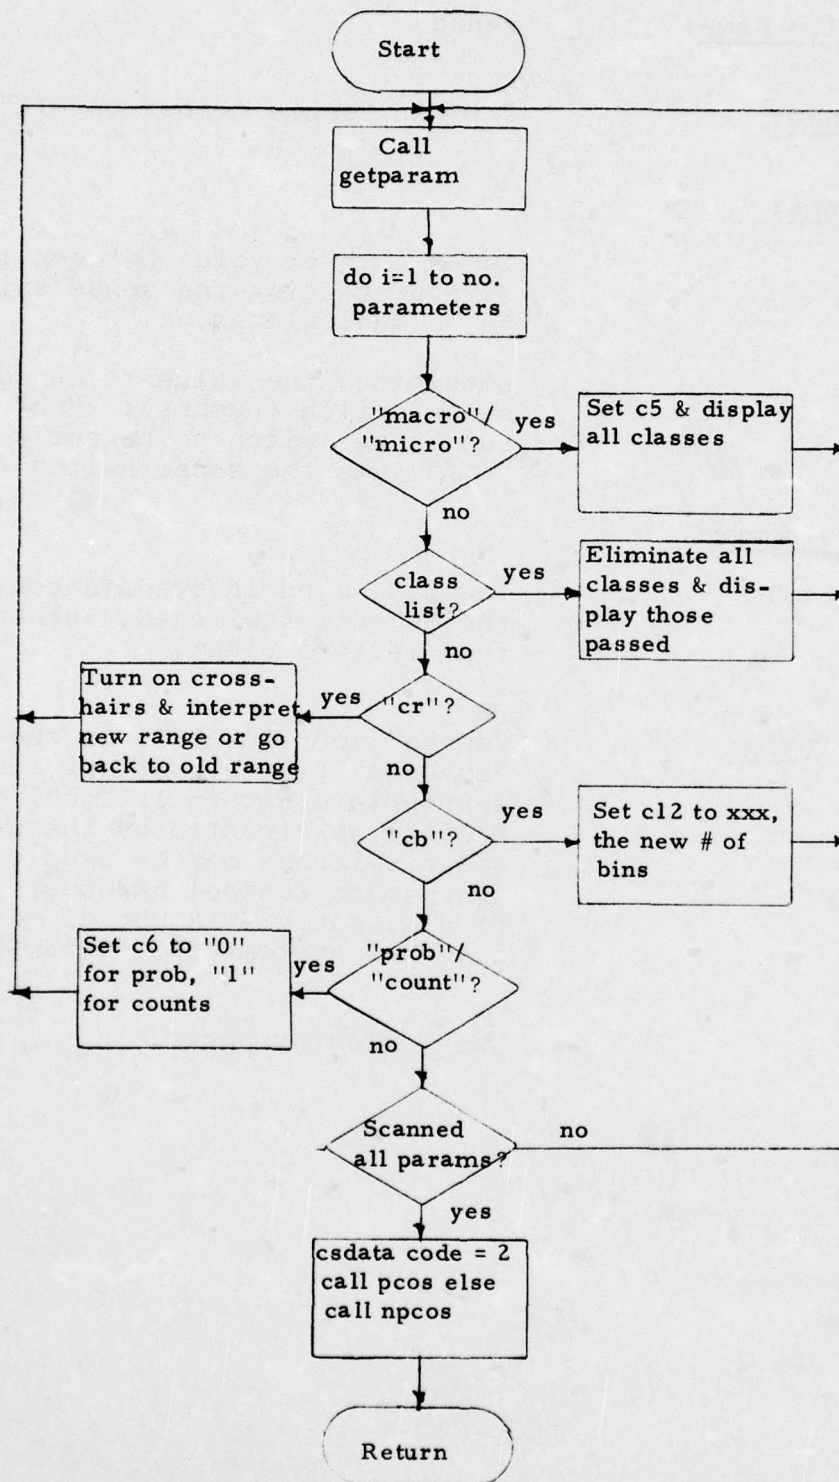 Start
Call
getparam
do i=1 to no.
parameters
"macro"/
"micro"?
yes
Set c5 & display
all classes
no
class
list?
yes
Eliminate all
classes & dis-
play those
passed
no
Turn on cross-
hairs & interpret
new range or go
back to old range
yes
"cr"?
no
"cb"?
yes
Set c12 to xxx,
the new # of
bins
no
Set c6 to "0"
for prob, "1"
for counts
yes
"prob"/
"count"?
no
Scanned
all params?
no
yes
csdata code = 2
call pcos else
call npcos
Return